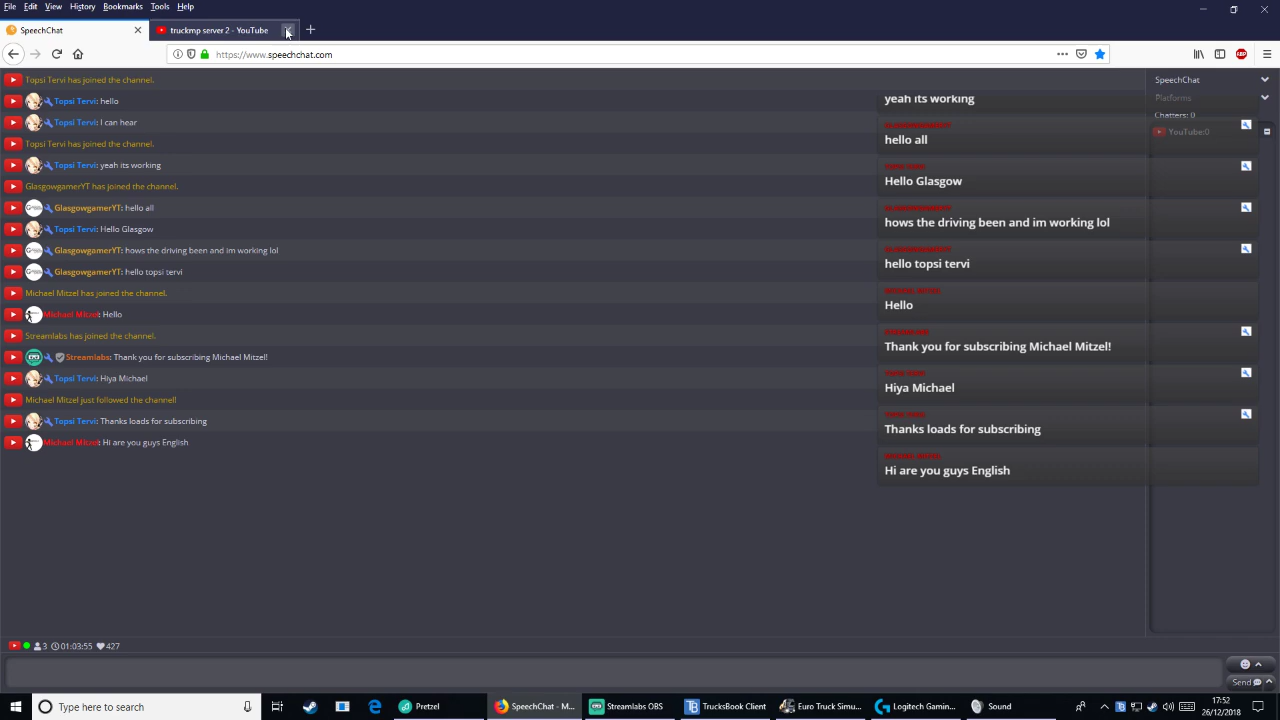 File Edit View History Bookmarks Tools Help
SpeechChat
truckmp server 2 - YouTube
https://www.speechchat.com
Topsi Tervi has joined the channel.
Topsi Tervi: hello
Topsi Tervi: I can hear
Topsi Tervi has joined the channel.
Topsi Tervi: yeah its working
GlasgowgamerYT has joined the channel.
GlasgowgamerYT: hello all
Topsi Tervi: Hello Glasgow
GlasgowgamerYT: hows the driving been and im working lol
GlasgowgamerYT: hello topsi tervi
Michael Mitzel has joined the channel.
Michael Mitzel: Hello
Streamlabs has joined the channel.
Streamlabs: Thank you for subscribing Michael Mitzel!
Topsi Tervi: Hiya Michael
Michael Mitzel just followed the channel!
Topsi Tervi: Thanks loads for subscribing
Michael Mitzel: Hi are you guys English
yeah its working
hello all
Hello Glasgow
hows the driving been and im working lol
hello topsi tervi
Hello
Thank you for subscribing Michael Mitzel!
Hiya Michael
Thanks loads for subscribing
Hi are you guys English
SpeechChat
Platforms
Chatters: 0
YouTube:0
3 01:03:55 427
Send
Type here to search
Pretzel
SpeechChat - M...
Streamlabs OBS
TrucksBook Client
Euro Truck Simu...
Logitech Gaming...
Sound
17:52
26/12/2018